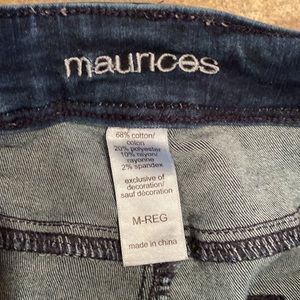 maurices
68% cotton/
coton
20% polyester
10% rayon/
rayonne
2% spandex
exclusive of
decoration/
sauf décoration
M-REG
made in china